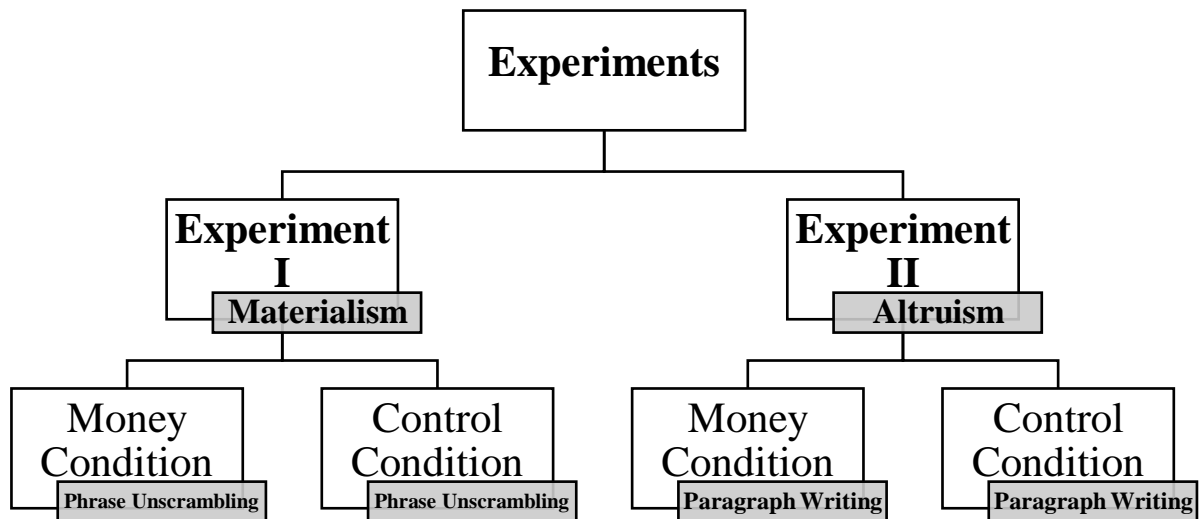 Experiments
Experiment
I
Materialism
Experiment
II
Altruism
Money
Condition
Phrase Unscrambling
Control
Condition
Phrase Unscrambling
Money
Condition
Paragraph Writing
Control
Condition
Paragraph Writing